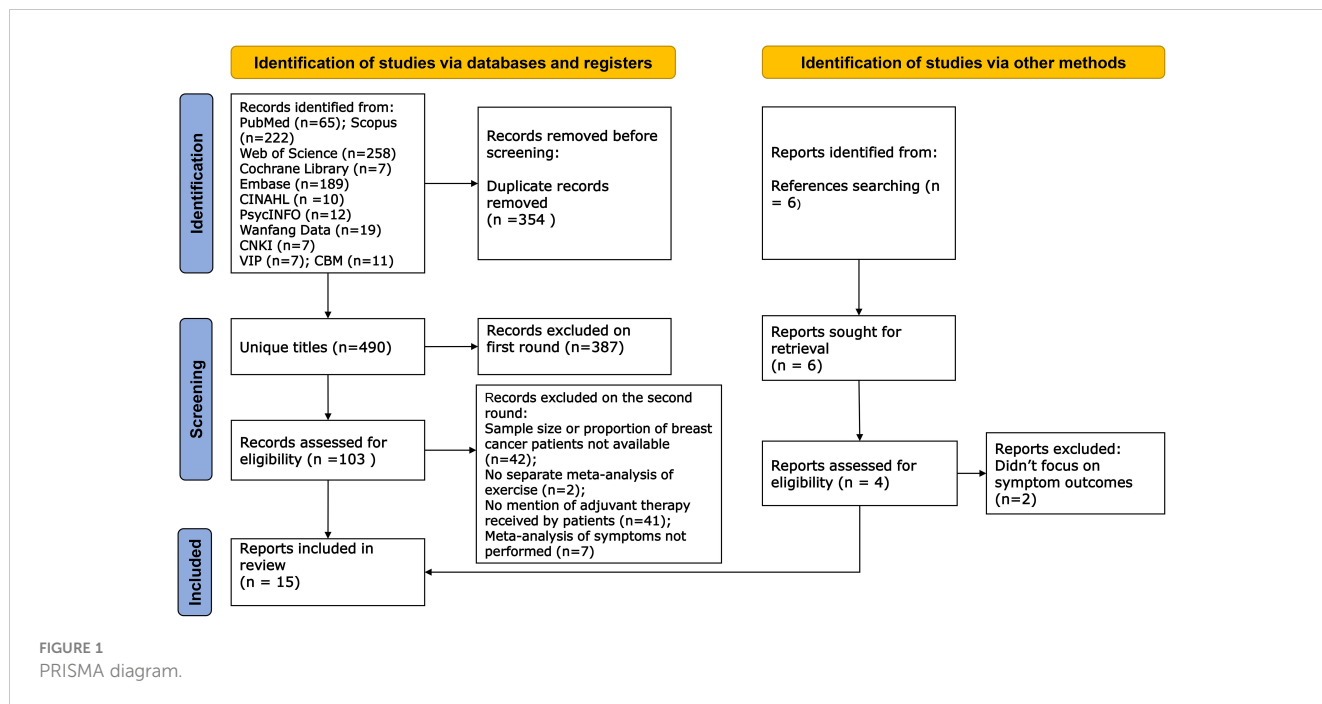 Identification of studies via databases and registers
Identification of studies via other methods
Identification
Records identified from:
PubMed (n=65); Scopus
(n=222)
Web of Science (n=258)
Cochrane Library (n=7)
Embase (n=189)
CINAHL (n =10)
PsycINFO (n=12)
Wanfang Data (n=19)
CNKI (n=7)
VIP (n=7); CBM (n=11)
Records removed before
screening:
Duplicate records
removed
(n =354 )
Reports identified from:
References searching (n
= 6)
Screening
Unique titles (n=490)
Records excluded on
first round (n=387)
Reports sought for
retrieval
(n = 6)
Records assessed for
eligibility (n =103 )
Records excluded on the second
round:
Sample size or proportion of breast
cancer patients not available
(n=42);
No separate meta-analysis of
exercise (n=2);
No mention of adjuvant therapy
received by patients (n=41);
Meta-analysis of symptoms not
performed (n=7)
Reports assessed for
eligibility (n = 4)
Reports excluded:
Didn’t focus on
symptom outcomes
(n=2)
Included
Reports included in
review
(n = 15)
FIGURE 1
PRISMA diagram.